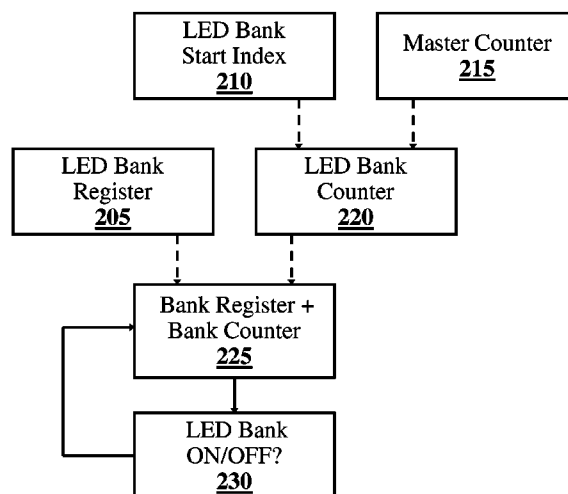 LED Bank
Start Index
210
Master Counter
215
LED Bank
Register
205
LED Bank
Counter
220
Bank Register +
Bank Counter
225
LED Bank
ON/OFF?
230